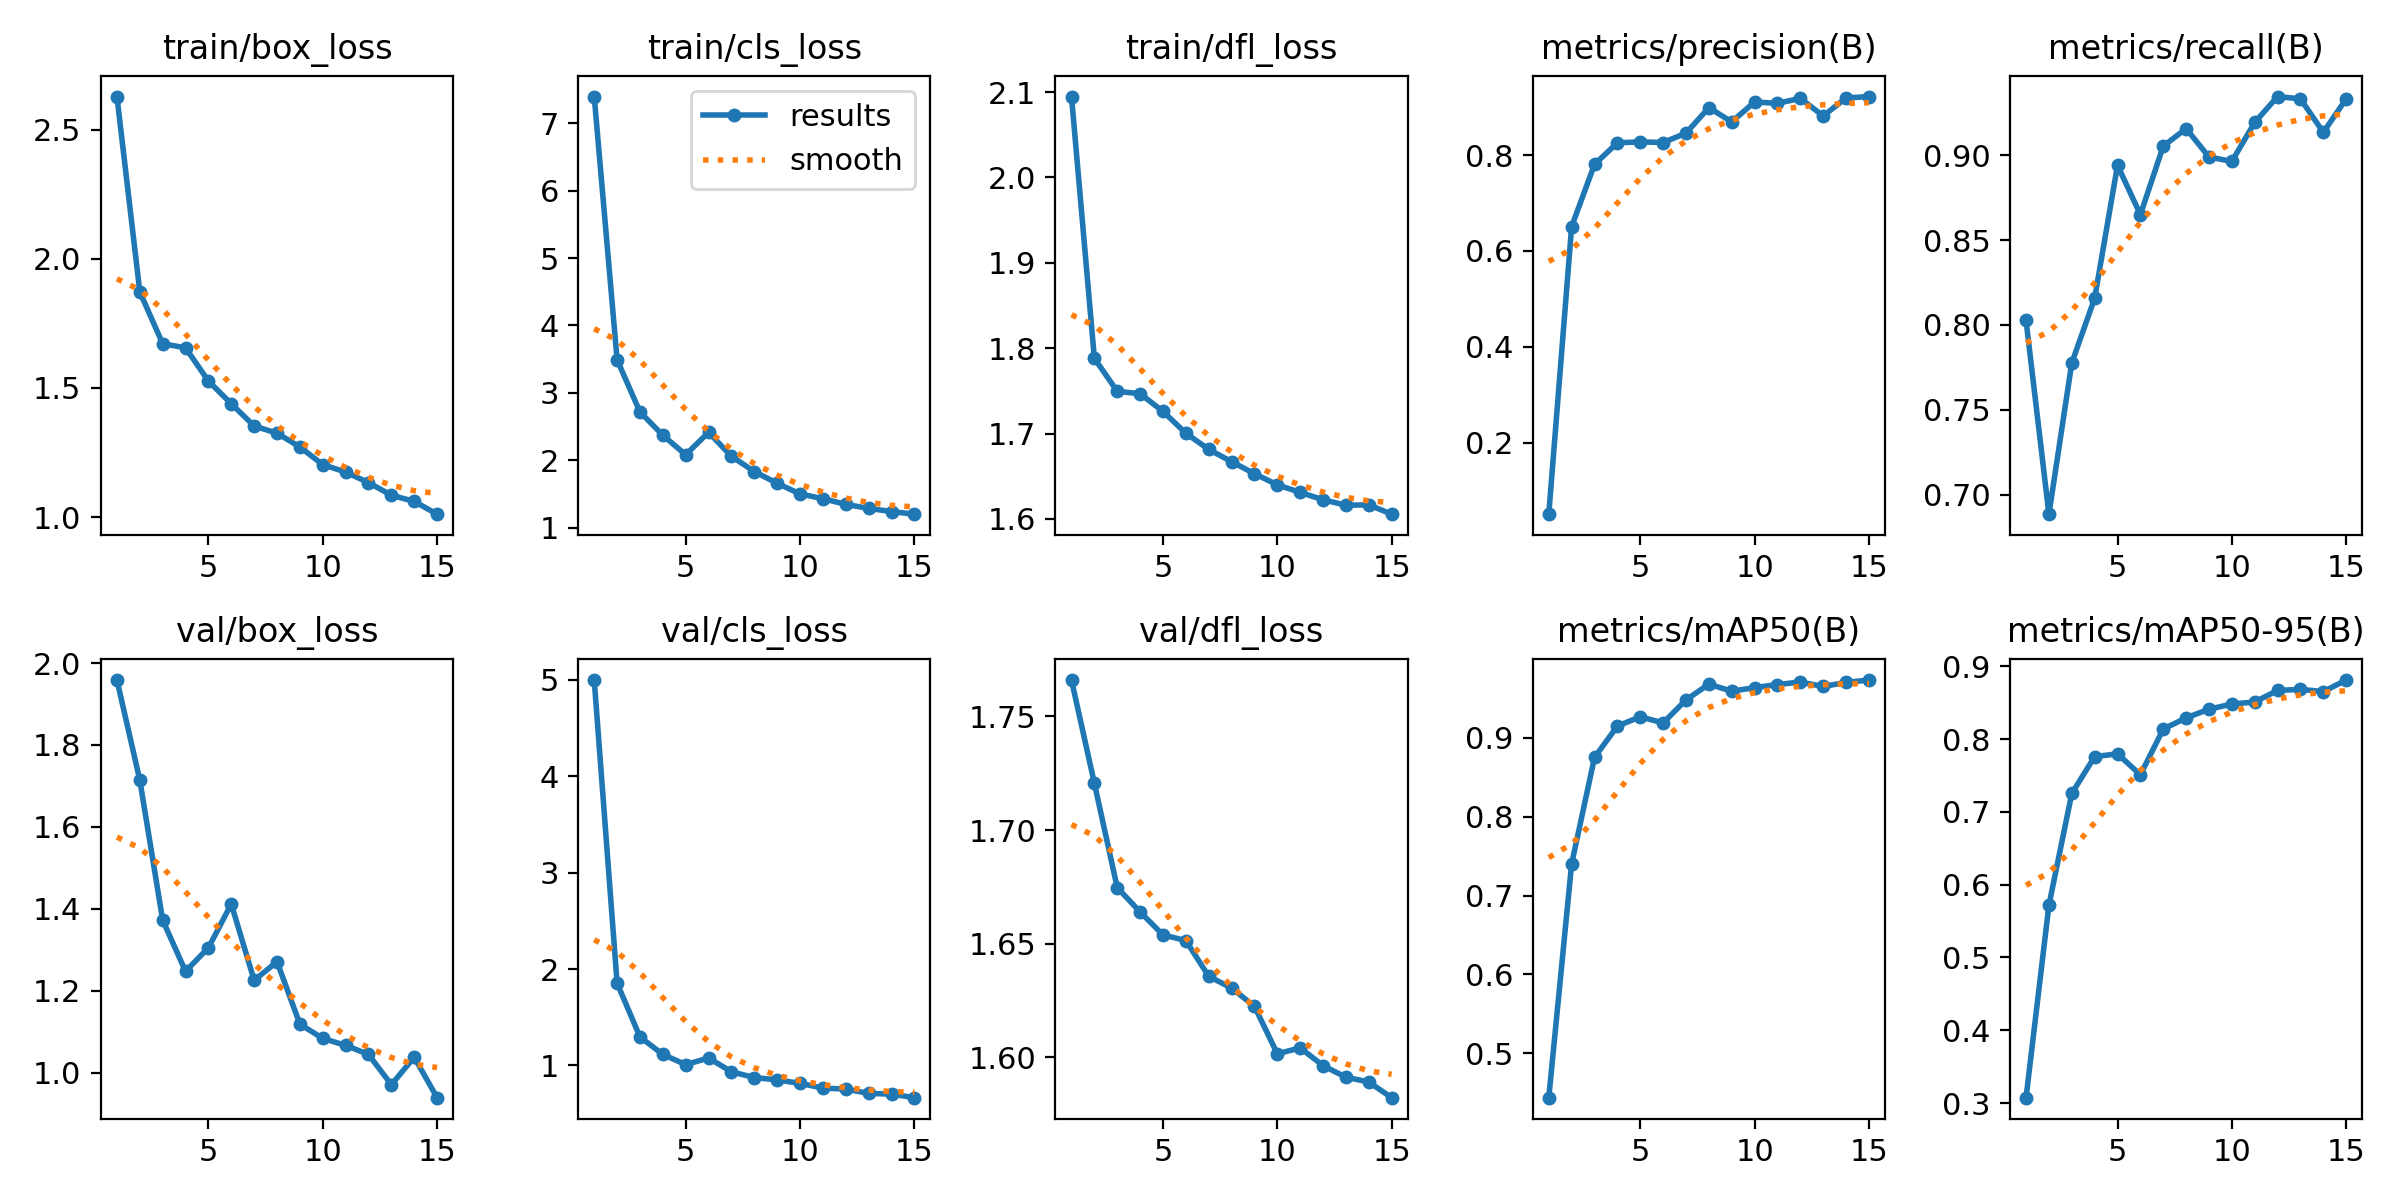 train/box_loss
2.5
2.0
1.5
1.0
5 10 15
train/cls_loss
results
smooth
7
6
5
4
3
2
1
5 10 15
train/dfl_loss
2.1
2.0
1.9
1.8
1.7
1.6
5 10 15
metrics/precision(B)
0.8
0.6
0.4
0.2
5 10 15
metrics/recall(B)
0.90
0.85
0.80
0.75
0.70
5 10 15
val/box_loss
2.0
1.8
1.6
1.4
1.2
1.0
5 10 15
val/cls_loss
5
4
3
2
1
5 10 15
val/dfl_loss
1.75
1.70
1.65
1.60
5 10 15
metrics/mAP50(B)
0.9
0.8
0.7
0.6
0.5
5 10 15
metrics/mAP50-95(B)
0.9
0.8
0.7
0.6
0.5
0.4
0.3
5 10 15